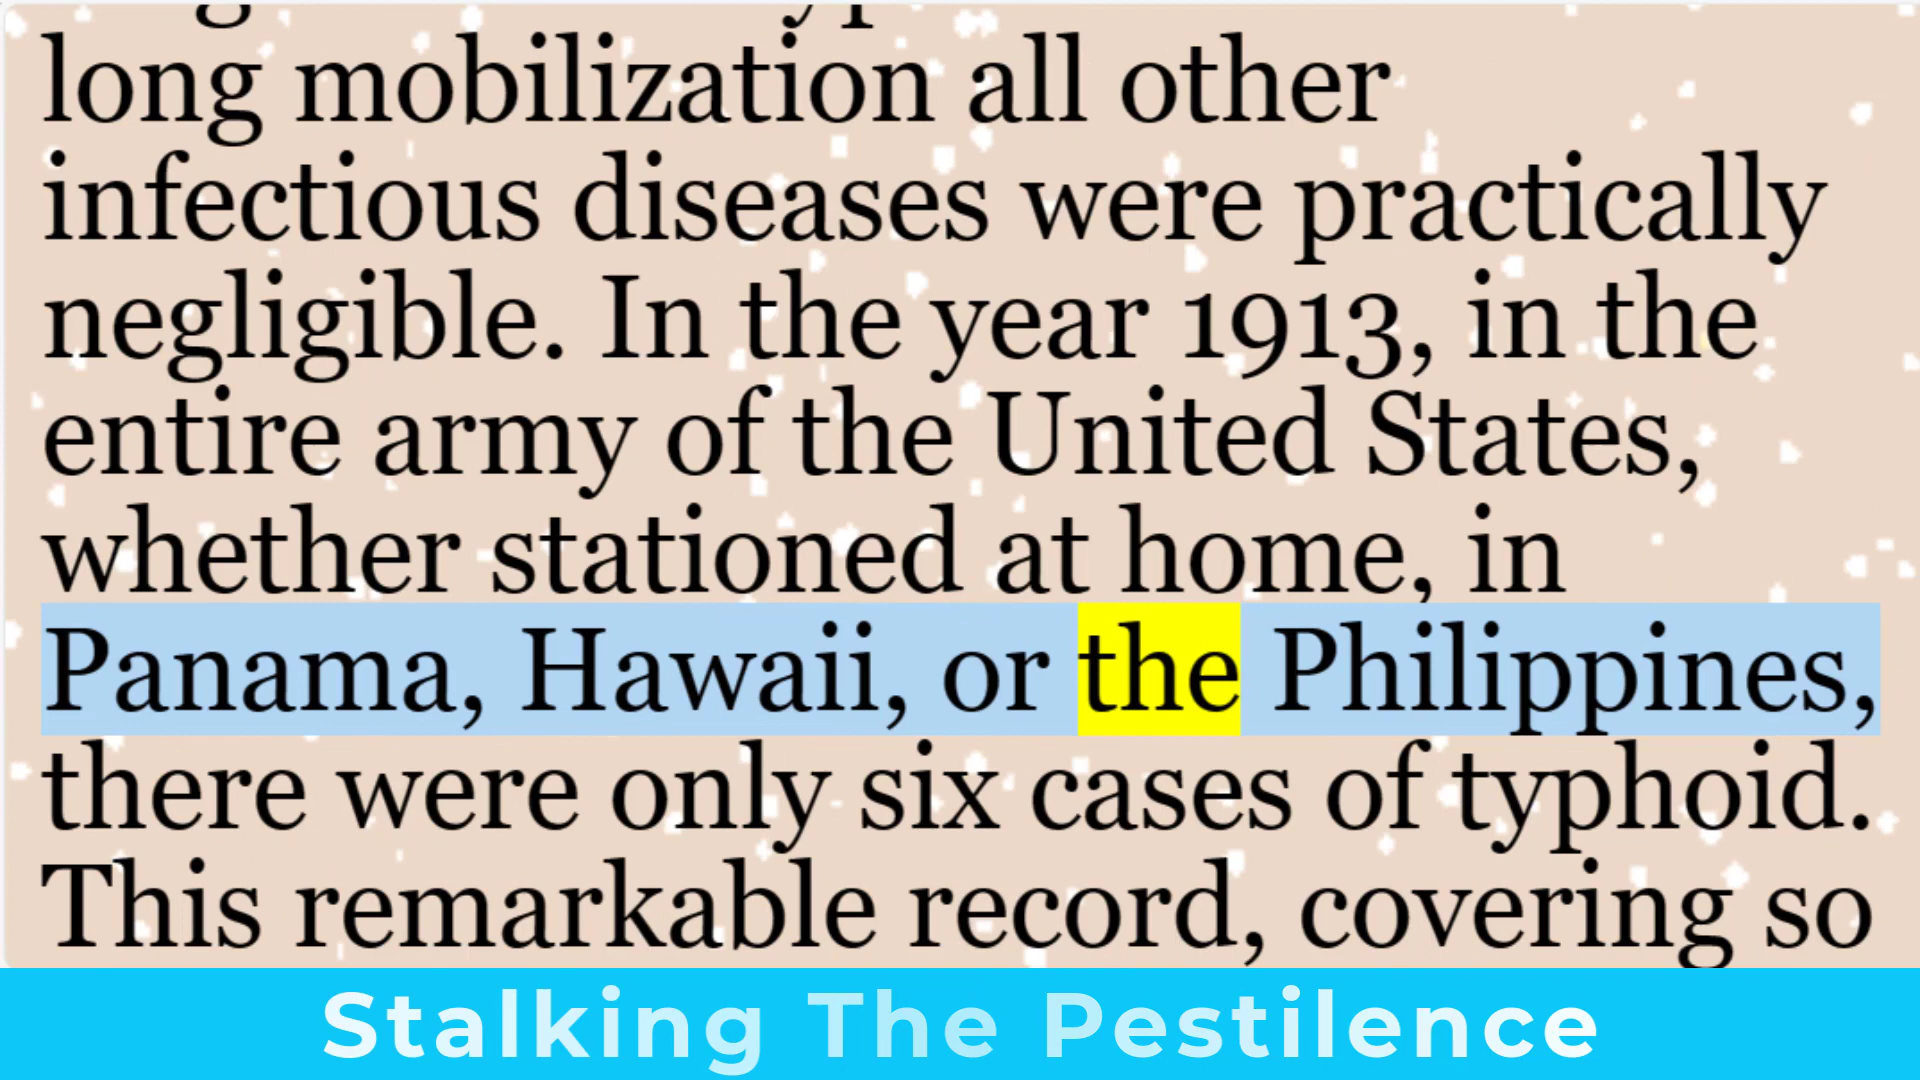 long mobilization all other
infectious diseases were practically
negligible. In the year 1913, in the
entire army of the United States,
whether stationed at home, in
Panama, Hawaii, or the Philippines,
there were only six cases of typhoid.
This remarkable record, covering so
Stalking The Pestilence